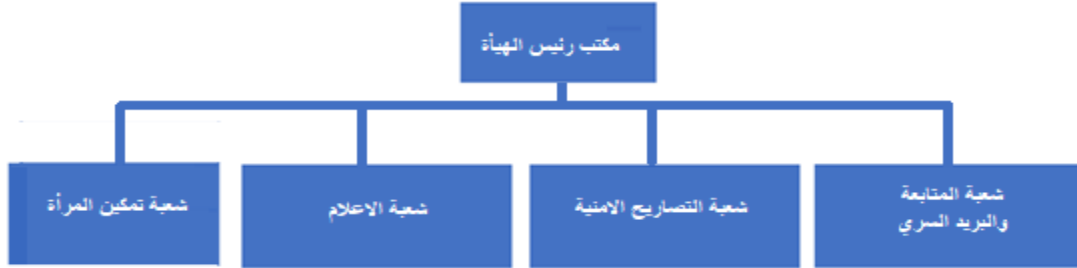 مكتب رئيس الهيأة
شعبة المتابعة
والبريد السري
شعبة التصاريح الامنية
شعبة الاعلام
شعبة تمكين المرأة